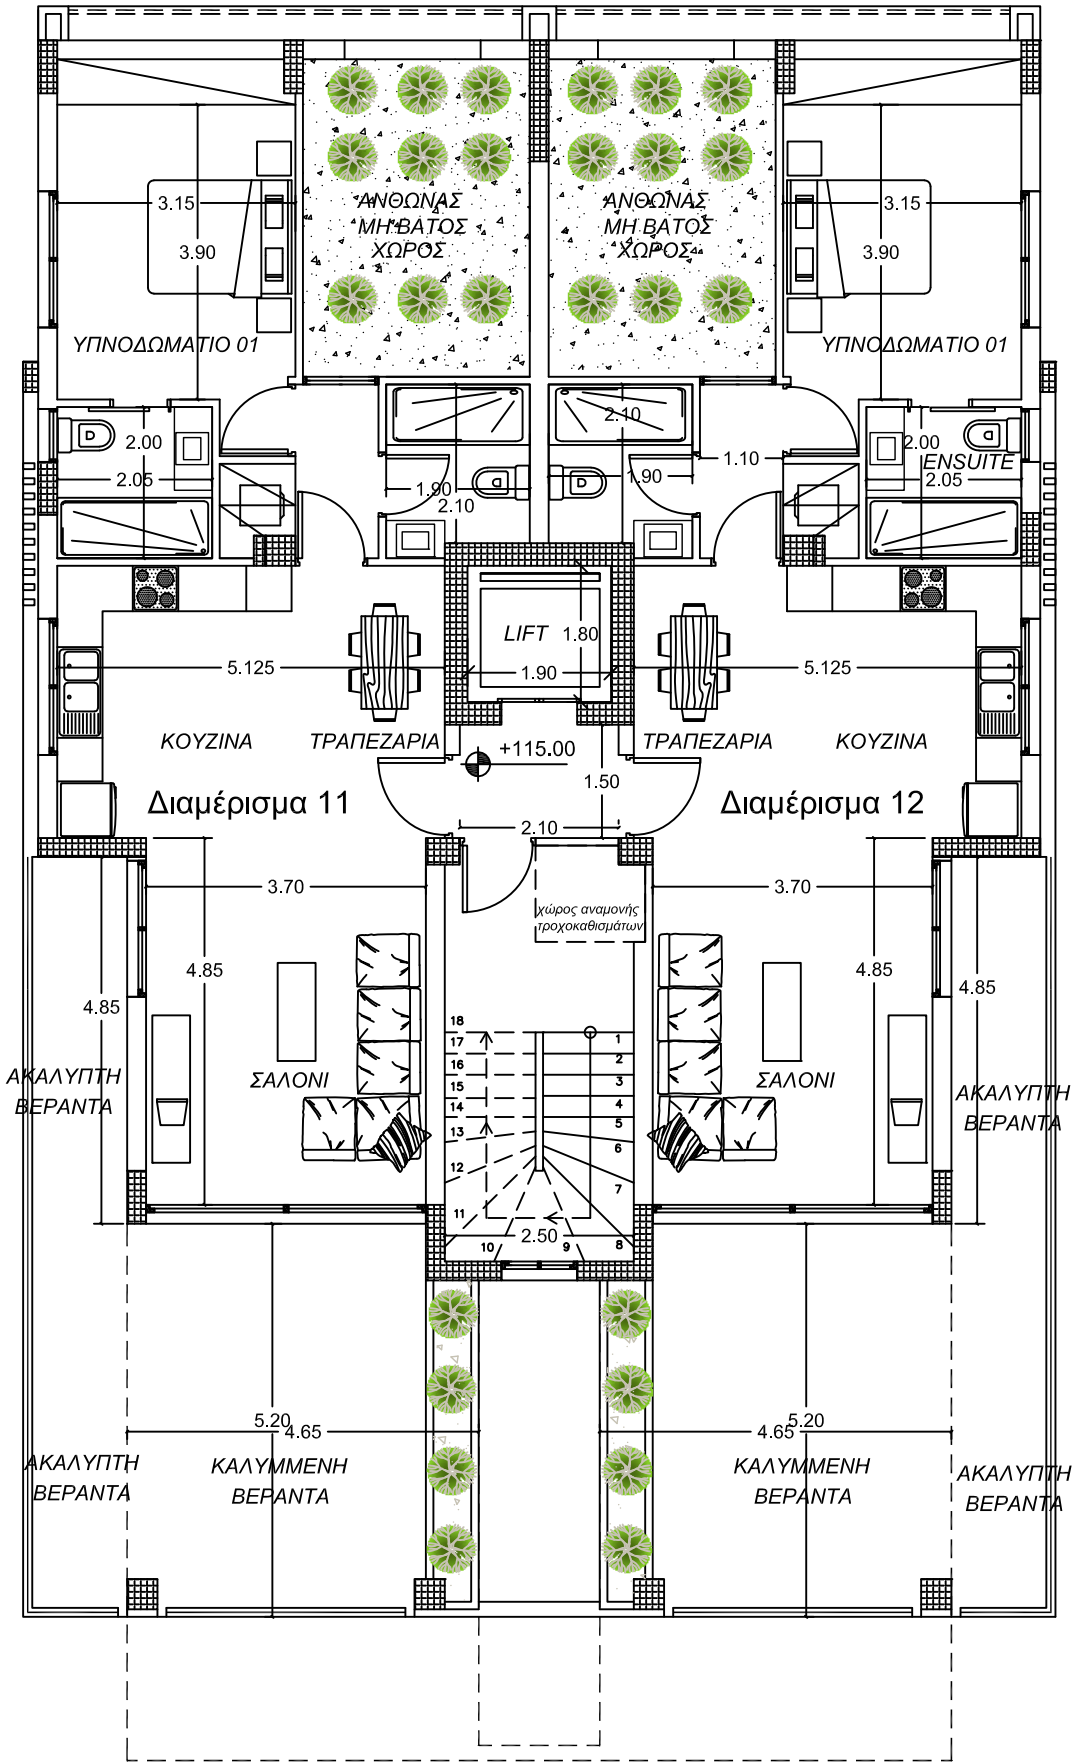 3.15
3.90
ΥΠΝΟΔΩΜΑΤΙΟ 01
ΑΝΘΩΝΑΣ
ΜΗ ΒΑΤΟΣ
ΧΩΡΟΣ
ΑΝΘΩΝΑΣ
ΜΗ ΒΑΤΟΣ
ΧΩΡΟΣ
3.15
3.90
ΥΠΝΟΔΩΜΑΤΙΟ 01
2.00
2.05
1.90
2.10
2.10
1.90
1.10
2.00
ENSUITE
2.05
LIFT
1.80
1.90
5.125
5.125
ΚΟΥΖΙΝΑ
ΤΡΑΠΕΖΑΡΙΑ
+115.00
1.50
2.10
ΤΡΑΠΕΖΑΡΙΑ
ΚΟΥΖΙΝΑ
Διαμέρισμα 11
Διαμέρισμα 12
3.70
3.70
χώρος αναμονής
τροχοκαθισμάτων
4.85
4.85
4.85
4.85
ΣΑΛΟΝΙ
ΣΑΛΟΝΙ
ΑΚΑΛΥΠΤΗ
ΒΕΡΑΝΤΑ
ΑΚΑΛΥΠΤΗ
ΒΕΡΑΝΤΑ
18
17
16
15
14
13
12
11
10
9
8
7
6
5
4
3
2
1
2.50
5.20
4.65
4.65
5.20
ΑΚΑΛΥΠΤΗ
ΒΕΡΑΝΤΑ
ΚΑΛΥΜΜΕΝΗ
ΒΕΡΑΝΤΑ
ΚΑΛΥΜΜΕΝΗ
ΒΕΡΑΝΤΑ
ΑΚΑΛΥΠΤΗ
ΒΕΡΑΝΤΑ